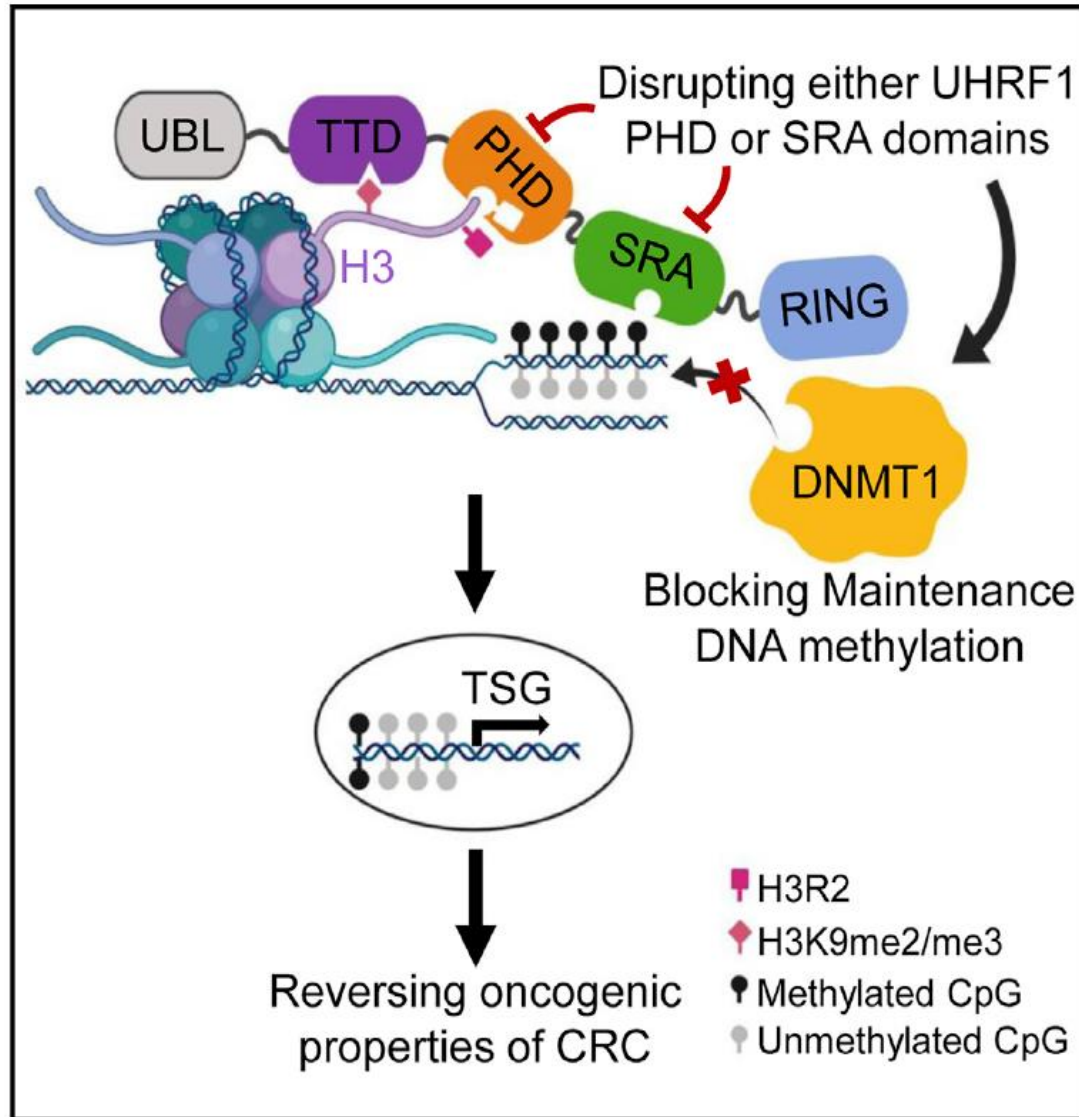 Disrupting either UHRF1
PHD or SRA domains
UBL
TTD
PHD
SRA
RING
H3
DNMT1
Blocking Maintenance
DNA methylation
TSG
Reversing oncogenic
properties of CRC
H3R2
H3K9me2/me3
Methylated CpG
Unmethylated CpG